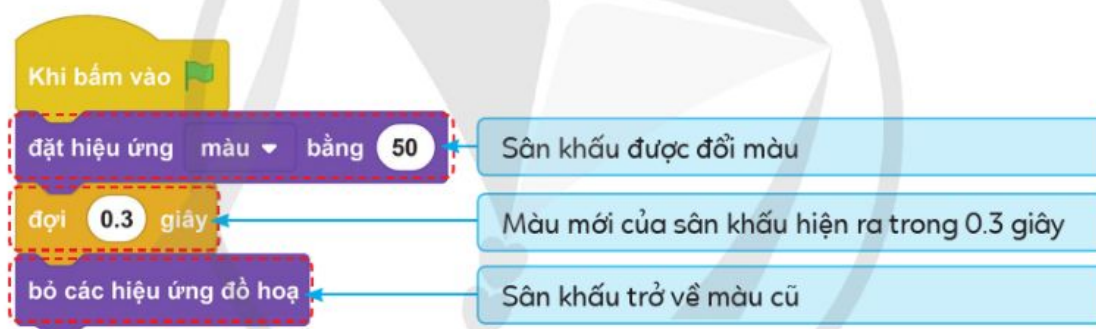 Khi bấm vào
đặt hiệu ứng màu bằng 50
Sân khấu được đổi màu
đợi 0.3 giây
Màu mới của sân khấu hiện ra trong 0.3 giây
bỏ các hiệu ứng đồ hoạ
Sân khấu trở về màu cũ